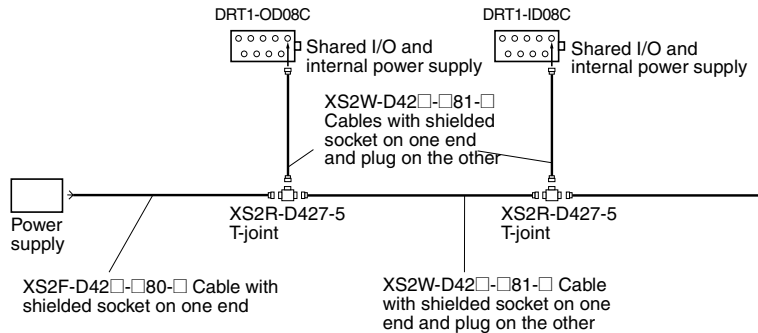 DRT1-OD08C
DRT1-ID08C
Shared I/O and
internal power supply
Shared I/O and
internal power supply
XS2W-D42□-□81-□
Cables with shielded
socket on one end
and plug on the other
Power
supply
XS2R-D427-5
T-joint
XS2R-D427-5
T-joint
XS2F-D42□-□80-□ Cable with
shielded socket on one end
XS2W-D42□-□81-□ Cable
with shielded socket on one
end and plug on the other